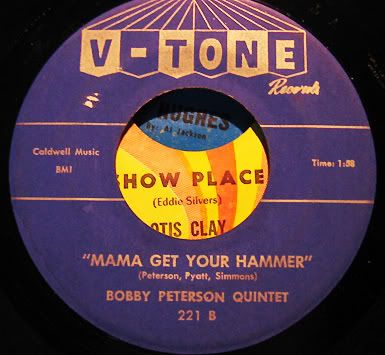 V-TONE
Records
Caldwell Music
BMI
Time: 1:58
HUGHES
by: Al Jackson
SHOW PLACE
(Eddie Silvers)
OTIS CLAY
"MAMA GET YOUR HAMMER"
(Peterson, Pyatt, Simmons)
BOBBY PETERSON QUINTET
221 B